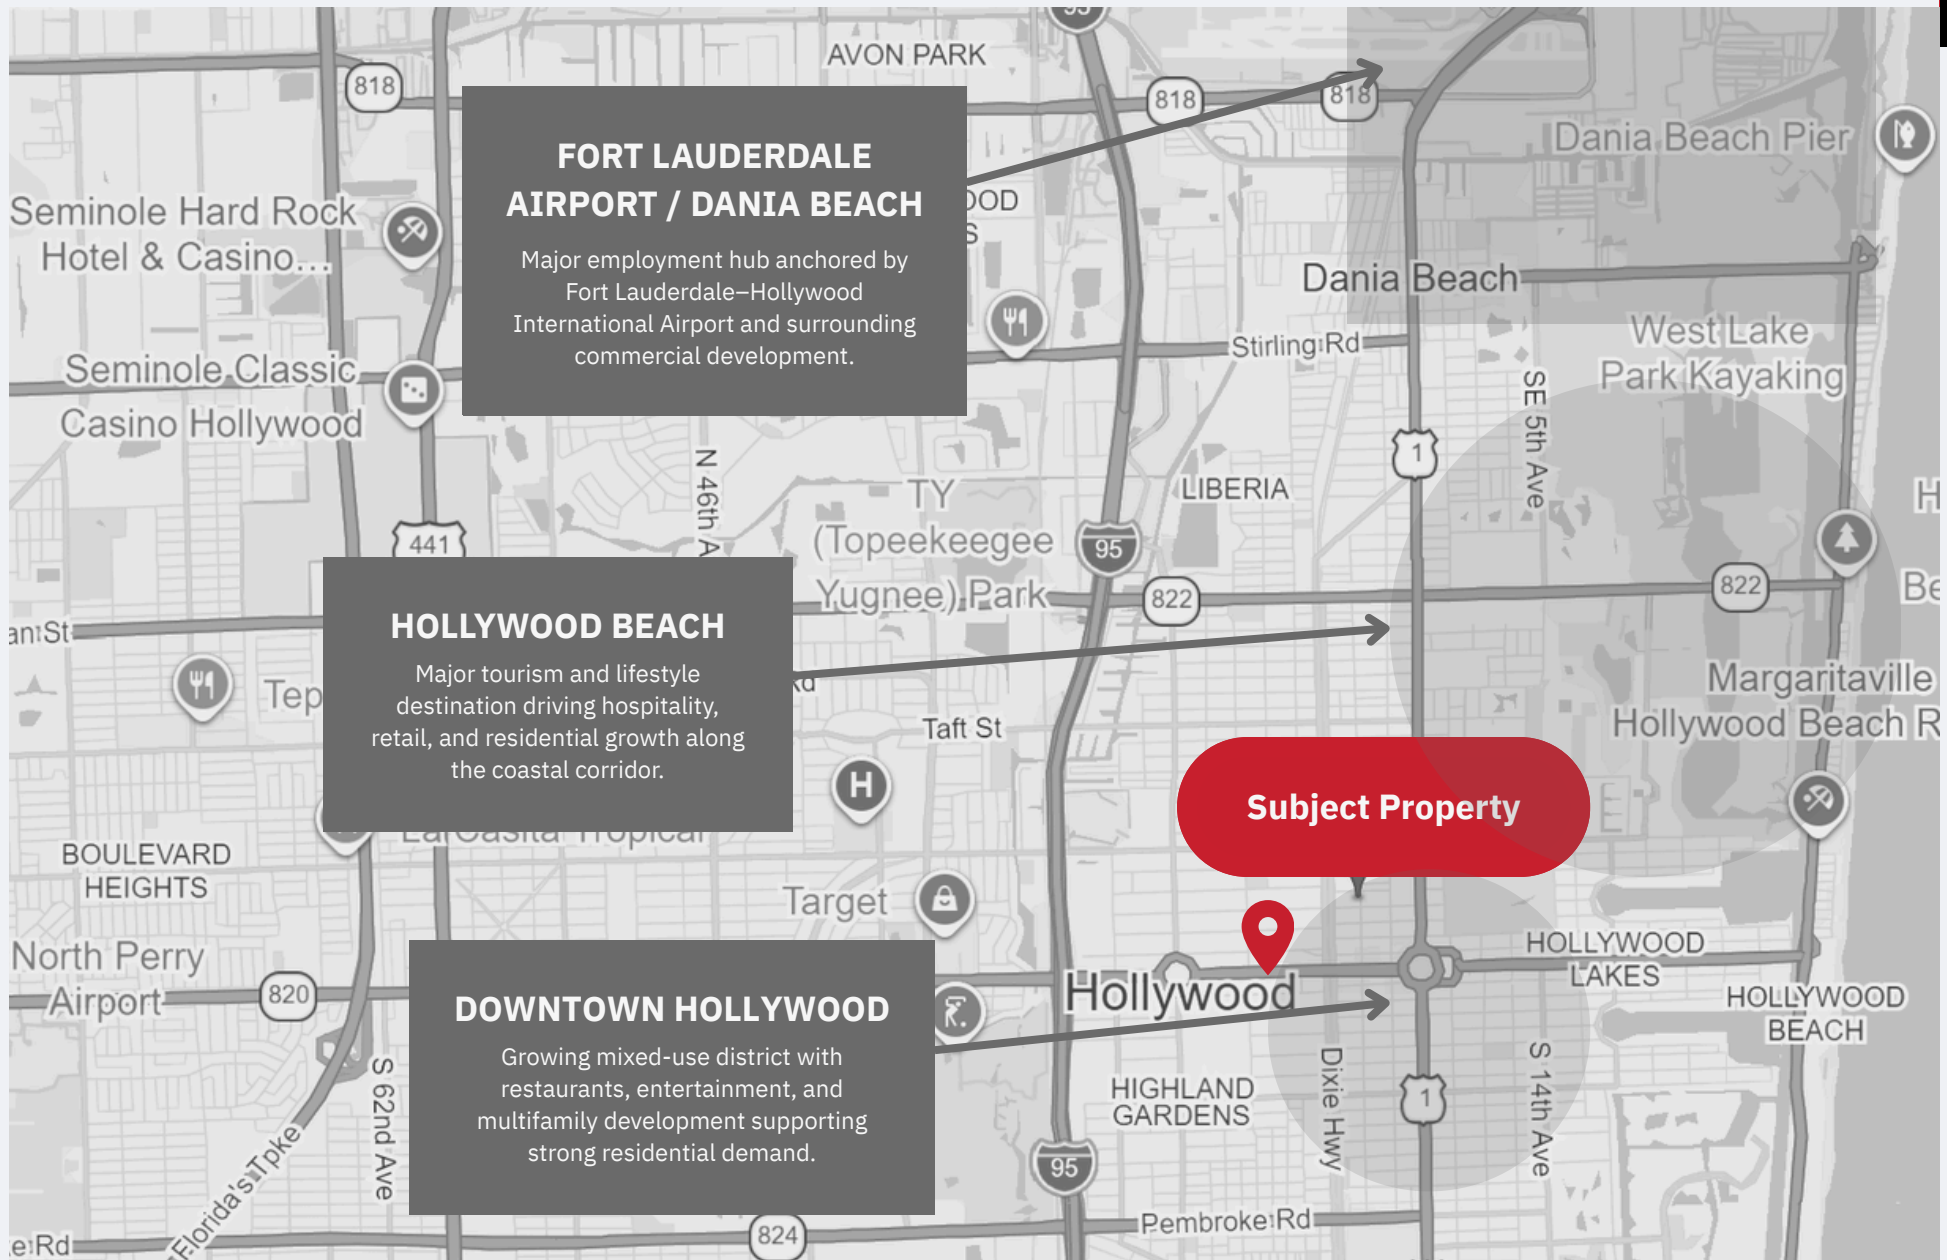 95
AVON PARK
818
818
818
FORT LAUDERDALE
AIRPORT / DANIA BEACH
Major employment hub anchored by
Fort Lauderdale–Hollywood
International Airport and surrounding
commercial development.
Dania Beach Pier
Seminole Hard Rock
Hotel & Casino...
Dania Beach
West Lake
Park Kayaking
Stirling Rd
Seminole Classic
Casino Hollywood
SE 5th Ave
1
N 46th A
TY
(Topeekeegee
Yugnee) Park
LIBERIA
95
441
822
822
HOLLYWOOD BEACH
Major tourism and lifestyle
destination driving hospitality,
retail, and residential growth along
the coastal corridor.
Margaritaville
Hollywood Beach R
Taft St
H
Subject Property
La Casita Tropical
BOULEVARD
HEIGHTS
Target
North Perry
Airport
820
HOLLYWOOD
LAKES
Hollywood
HOLLYWOOD
BEACH
DOWNTOWN HOLLYWOOD
Growing mixed-use district with
restaurants, entertainment, and
multifamily development supporting
strong residential demand.
HIGHLAND
GARDENS
Dixie Hwy
1
S 14th Ave
S 62nd Ave
Florida's Tpke
95
824
Pembroke Rd